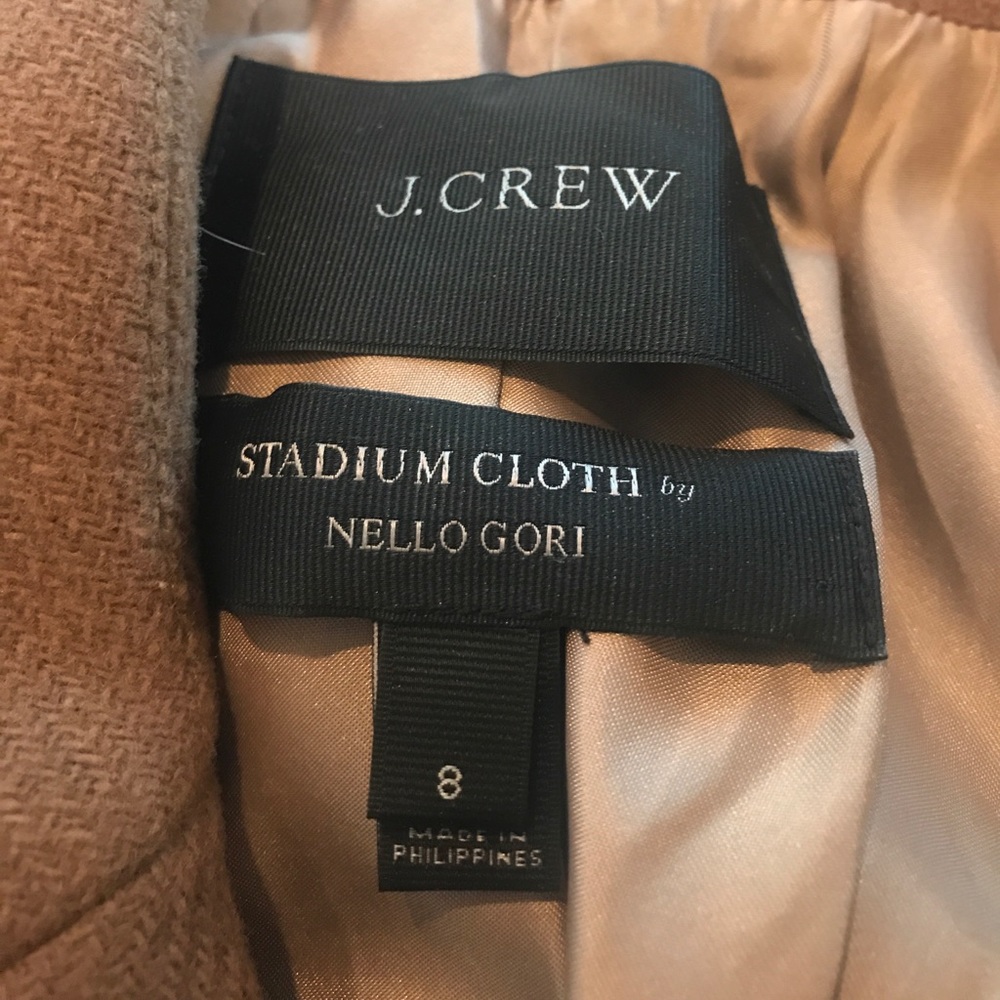 J.CREW
STADIUM CLOTH by
NELLO GORI
8
MADE IN
PHILIPPINES